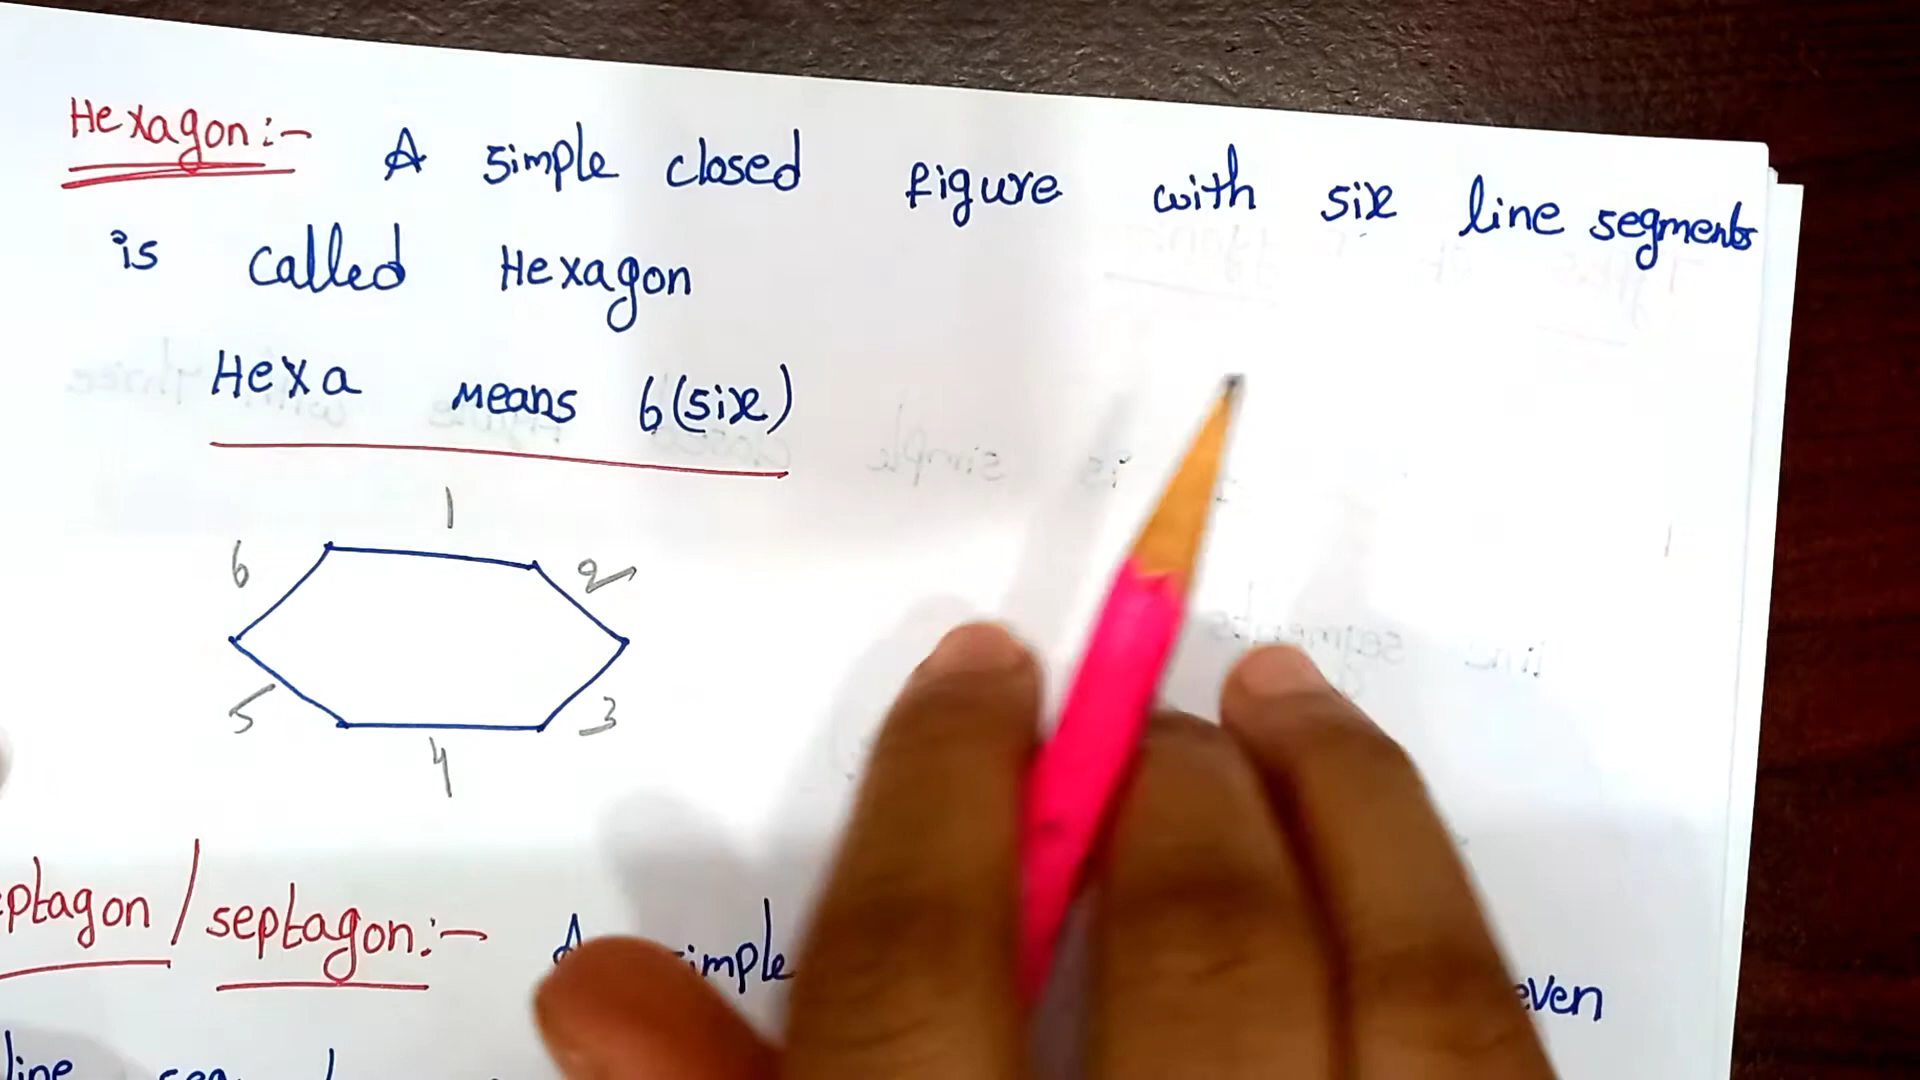 Hexagon:- A simple closed figure with six line segments
is called Hexagon
Hexa means 6(six)
1
6 2
5 3
4
ptagon / septagon:- A simple even
line